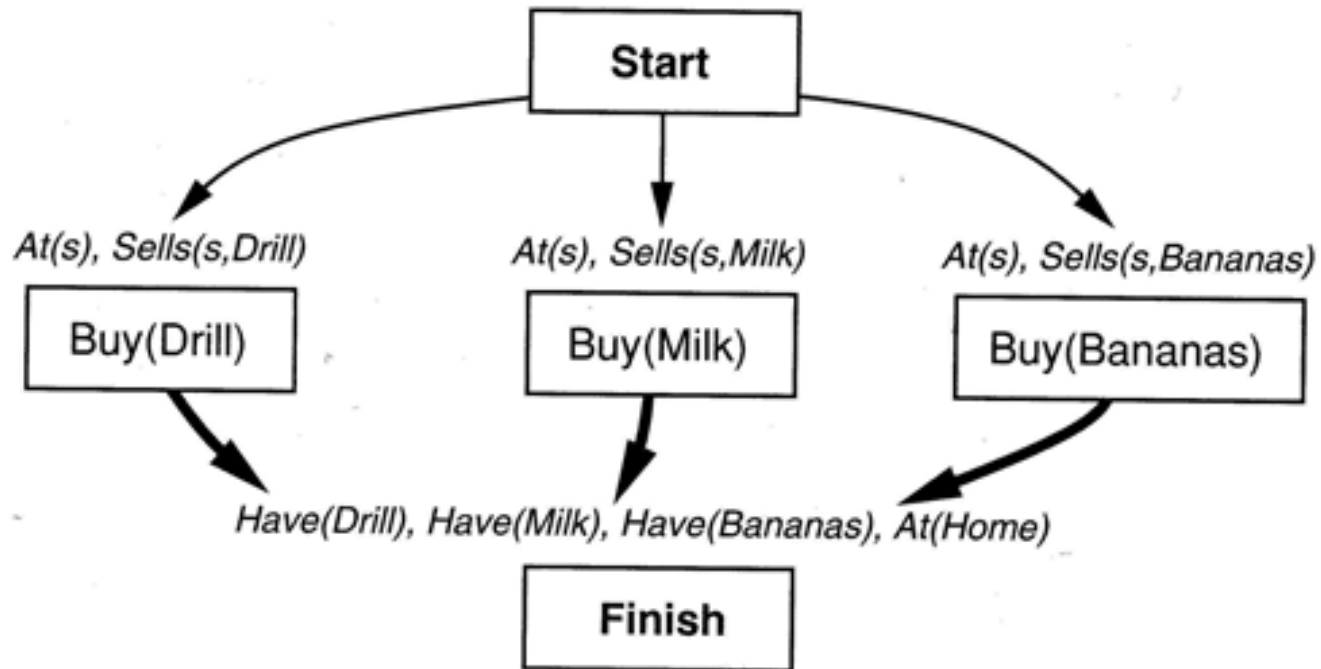 Start
At(s), Sells(s,Drill) At(s), Sells(s,Milk) At(s), Sells(s,Bananas)
Buy(Drill) Buy(Milk) Buy(Bananas)
Have(Drill), Have(Milk), Have(Bananas), At(Home)
Finish